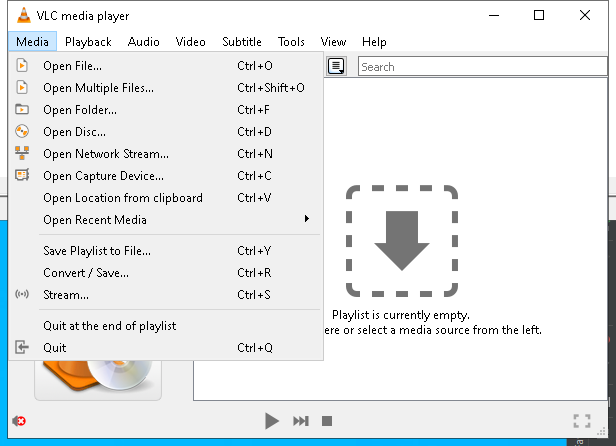 VLC media player
Media Playback Audio Video Subtitle Tools View Help
Open File... Ctrl+O
Search
Open Multiple Files... Ctrl+Shift+O
Open Folder... Ctrl+F
Open Disc... Ctrl+D
Open Network Stream... Ctrl+N
Open Capture Device... Ctrl+C
Open Location from clipboard Ctrl+V
Open Recent Media
Save Playlist to File... Ctrl+Y
Convert / Save... Ctrl+R
Stream... Ctrl+S
Playlist is currently empty.
Quit at the end of playlist
ere or select a media source from the left.
Quit Ctrl+Q